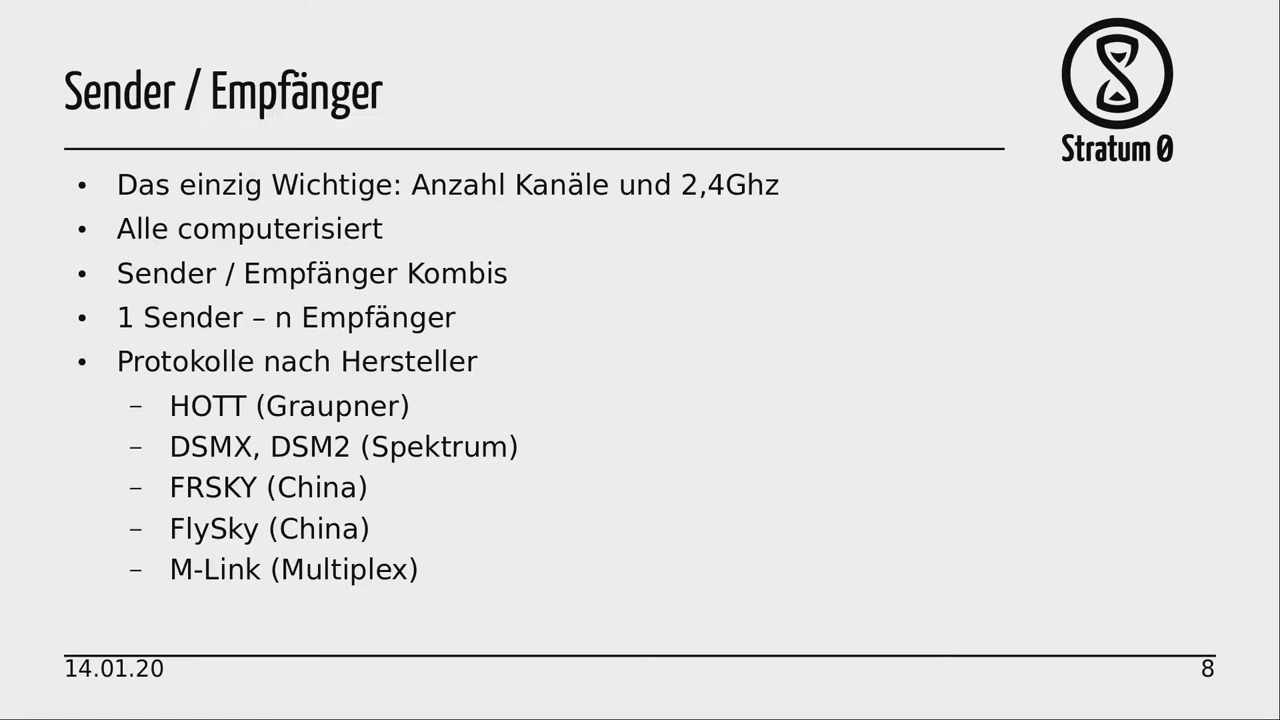 Sender / Empfänger
Stratum 0
• Das einzig Wichtige: Anzahl Kanäle und 2,4Ghz
• Alle computerisiert
• Sender / Empfänger Kombis
• 1 Sender – n Empfänger
• Protokolle nach Hersteller
– HOTT (Graupner)
– DSMX, DSM2 (Spektrum)
– FRSKY (China)
– FlySky (China)
– M-Link (Multiplex)
14.01.20
8